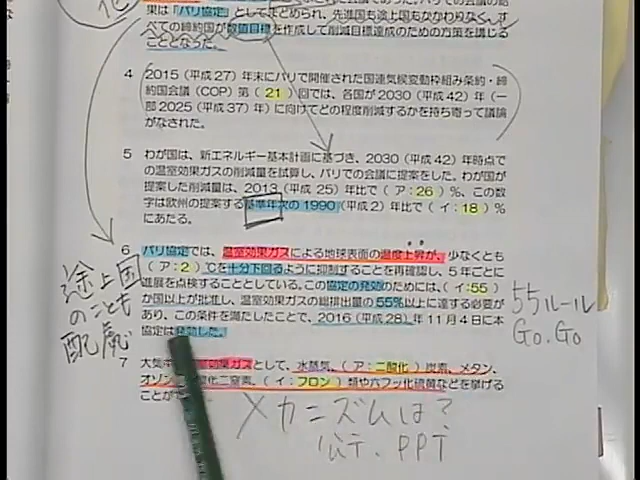 果は「パリ協定」としてまとめられ、先進国も途上国もかかわりなく、す
べての締約国が数値目標を作成して削減目標達成のための方策を講じる
こととなった。
4 2015（平成27）年末にパリで開催された国連気候変動枠組み条約・締
約国会議（COP）第（ 21 ）回では、各国が2030（平成42）年（一
部2025（平成37）年）に向けてどの程度削減するかを持ち寄って議論
がなされた。
5 わが国は、新エネルギー基本計画に基づき、2030（平成42）年時点で
の温室効果ガスの削減量を試算し、パリでの会議に提案をした。わが国が
提案した削減量は、2013（平成25）年比で（ ア：26 ）%、この数
字は欧州の提案する基準年次の1990（平成2）年比で（ イ：18 ）%
にあたる。
6 パリ協定では、温室効果ガスによる地球表面の温度上昇が、少なくとも
（ ア：2 ）℃を十分下回るように抑制することを再確認し、5年ごとに
進展を点検することとしている。この協定の発効のためには、（イ：55）
か国以上が批准し、温室効果ガスの総排出量の55%以上に達する必要が
あり、この条件を満たしたことで、2016（平成28）年11月4日に本
協定は発効した。
途上国
のことも
配慮
55ルール
Go.Go
7 大気 効果ガスとして、水蒸気、（ ア：二酸化）炭素、メタン、
オゾン 酸化二窒素、（ イ：フロン ）類や六フッ化硫黄などを挙げる
ことが
メカニズムは?
公テ、PPT